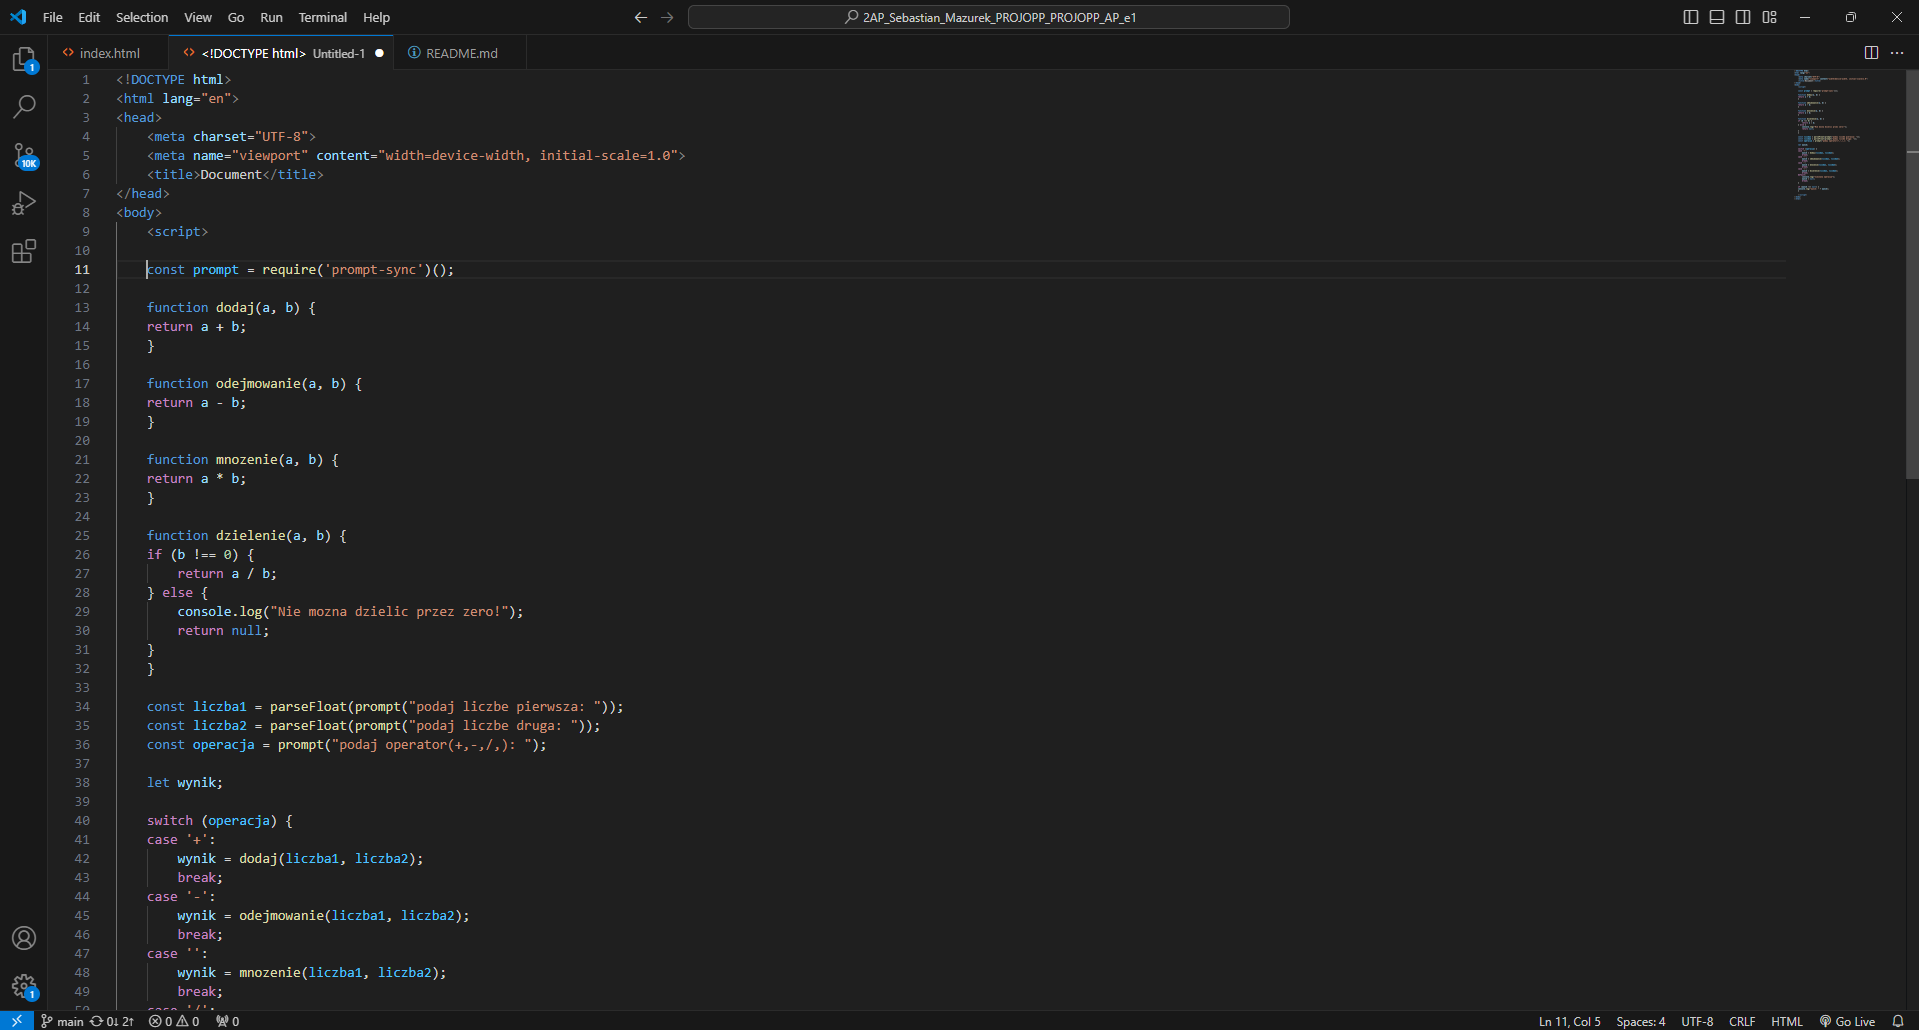 File Edit Selection View Go Run Terminal Help
2AP_Sebastian_Mazurek_PROJOPP_PROJOPP_AP_e1
index.html <!DOCTYPE html> Untitled-1 README.md
1
10K
1 <!DOCTYPE html>
2 <html lang="en">
3 <head>
4 <meta charset="UTF-8">
5 <meta name="viewport" content="width=device-width, initial-scale=1.0">
6 <title>Document</title>
7 </head>
8 <body>
9 <script>
10
11 const prompt = require('prompt-sync')();
12
13 function dodaj(a, b) {
14 return a + b;
15 }
16
17 function odejmowanie(a, b) {
18 return a - b;
19 }
20
21 function mnozenie(a, b) {
22 return a * b;
23 }
24
25 function dzielenie(a, b) {
26 if (b !== 0) {
27 return a / b;
28 } else {
29 console.log("Nie mozna dzielic przez zero!");
30 return null;
31 }
32 }
33
34 const liczba1 = parseFloat(prompt("podaj liczbe pierwsza: "));
35 const liczba2 = parseFloat(prompt("podaj liczbe druga: "));
36 const operacja = prompt("podaj operator(+,-,/,): ");
37
38 let wynik;
39
40 switch (operacja) {
41 case '+':
42 wynik = dodaj(liczba1, liczba2);
43 break;
44 case '-':
45 wynik = odejmowanie(liczba1, liczba2);
46 break;
47 case '':
48 wynik = mnozenie(liczba1, liczba2);
49 break;
50 case '/':
1
main 0↓ 2↑ 0 0 0 Ln 11, Col 5 Spaces: 4 UTF-8 CRLF HTML Go Live